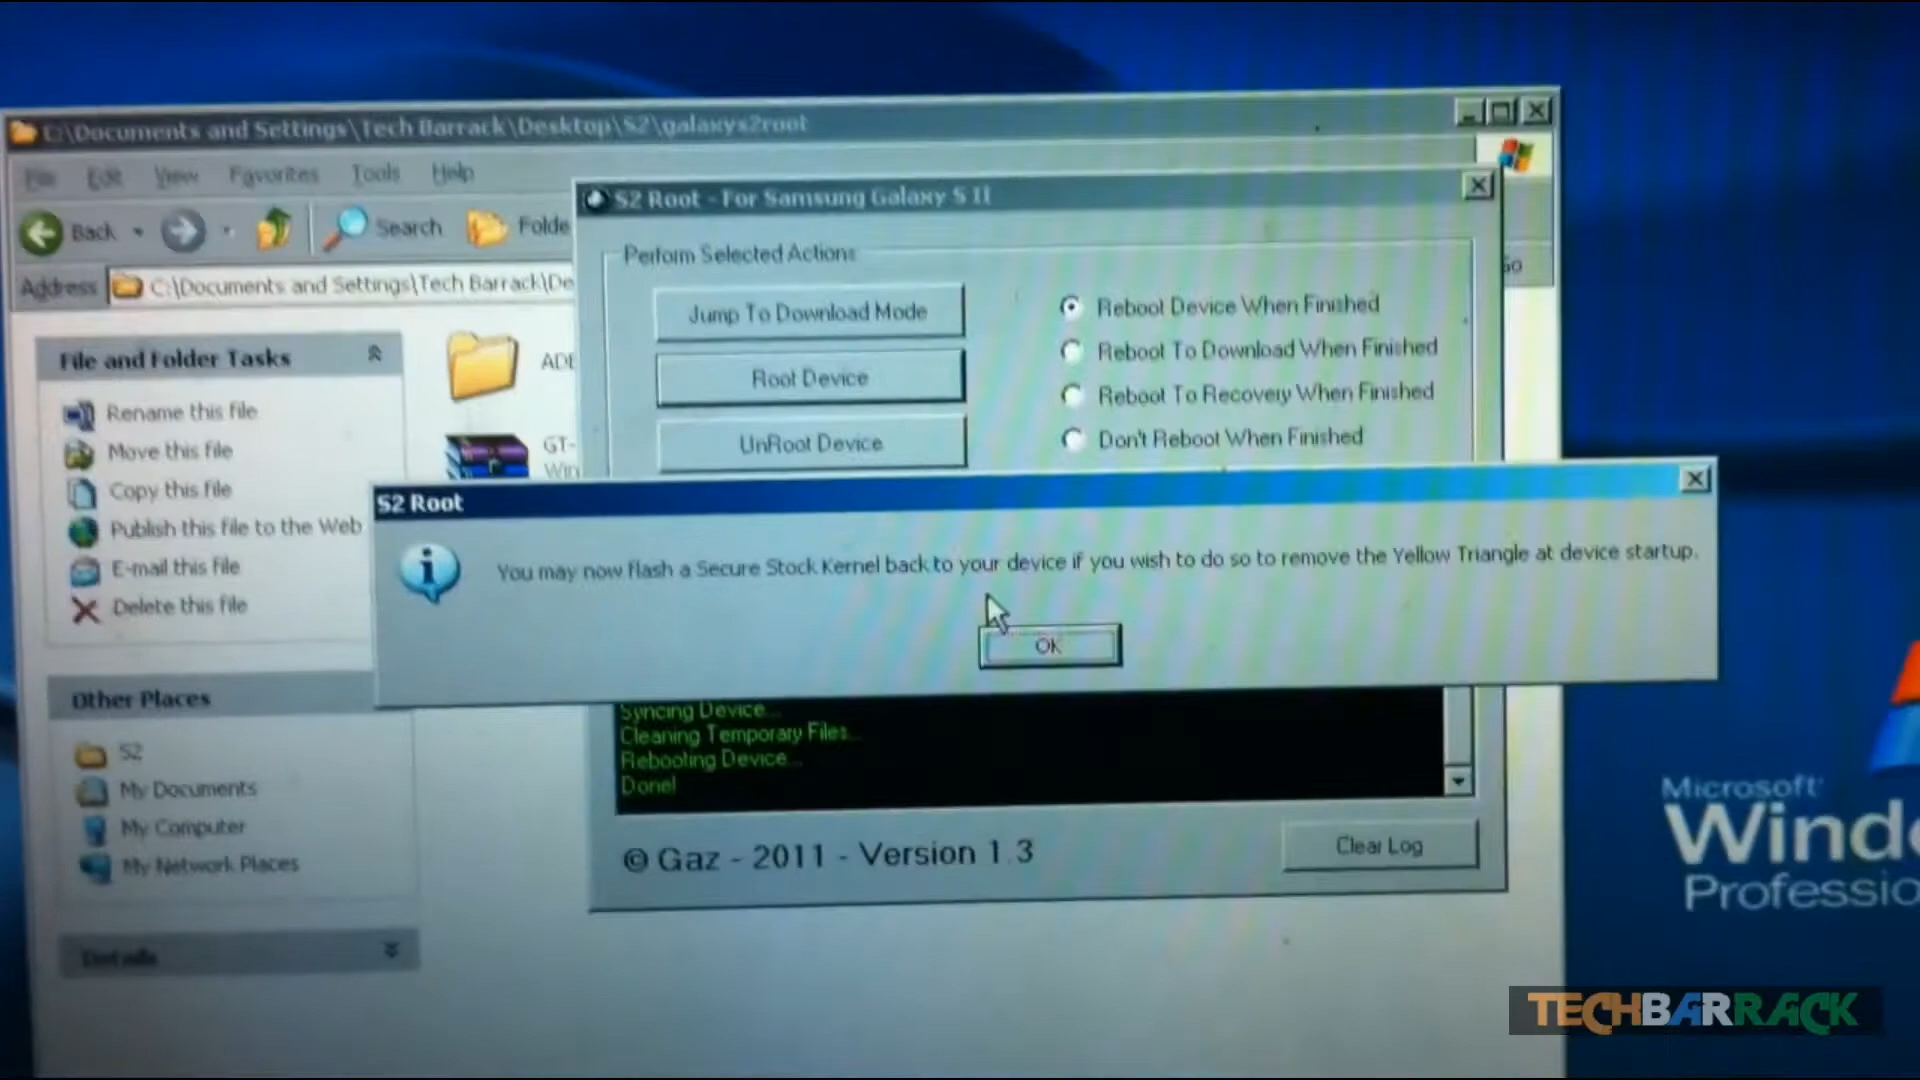 C:\Documents and Settings\Tech Barrack\Desktop\S2\galaxys2root
File Edit View Favorites Tools Help
Back Search Folde
Address C:\Documents and Settings\Tech Barrack\De
Go
File and Folder Tasks
Rename this file
Move this file
Copy this file
Publish this file to the Web
E-mail this file
Delete this file
Other Places
S2
My Documents
My Computer
My Network Places
Details
GT-
Win
S2 Root - For Samsung Galaxy S II
Perform Selected Actions
Jump To Download Mode
Root Device
UnRoot Device
Reboot Device When Finished
Reboot To Download When Finished
Reboot To Recovery When Finished
Don't Reboot When Finished
S2 Root
You may now flash a Secure Stock Kernel back to your device if you wish to do so to remove the Yellow Triangle at device startup.
OK
Syncing Device...
Cleaning Temporary Files...
Rebooting Device...
Done!
© Gaz - 2011 - Version 1.3
Clear Log
Microsoft
Windo
Professio
TECHBARRACK